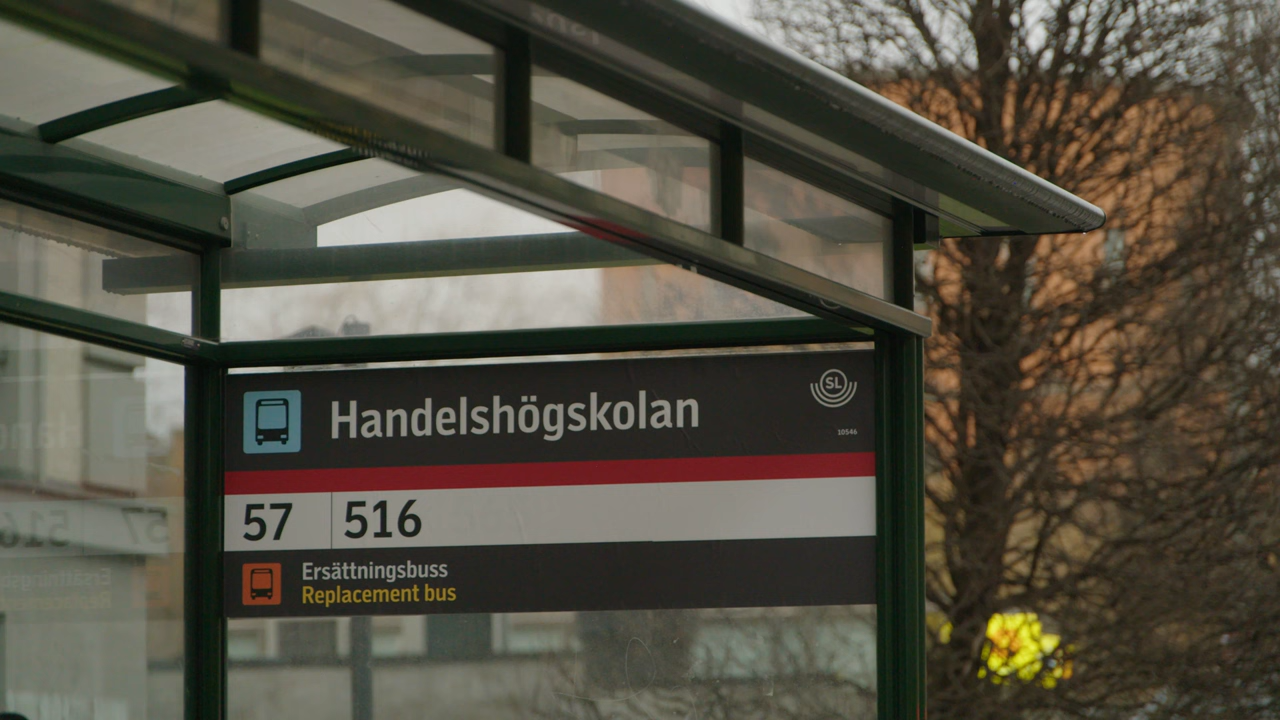 Handelshögskolan
SL
10546
57 516
Ersättningsbuss
Replacement bus